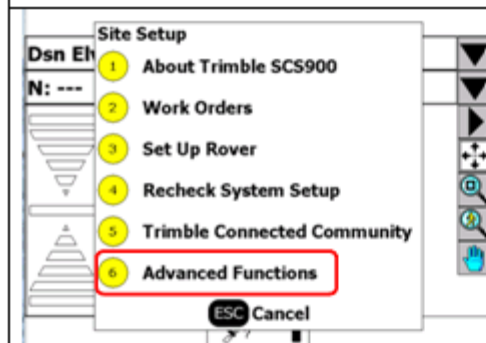 Site Setup
Dsn El
1 About Trimble SCS900
N: ---
2 Work Orders
3 Set Up Rover
4 Recheck System Setup
5 Trimble Connected Community
6 Advanced Functions
ESC Cancel